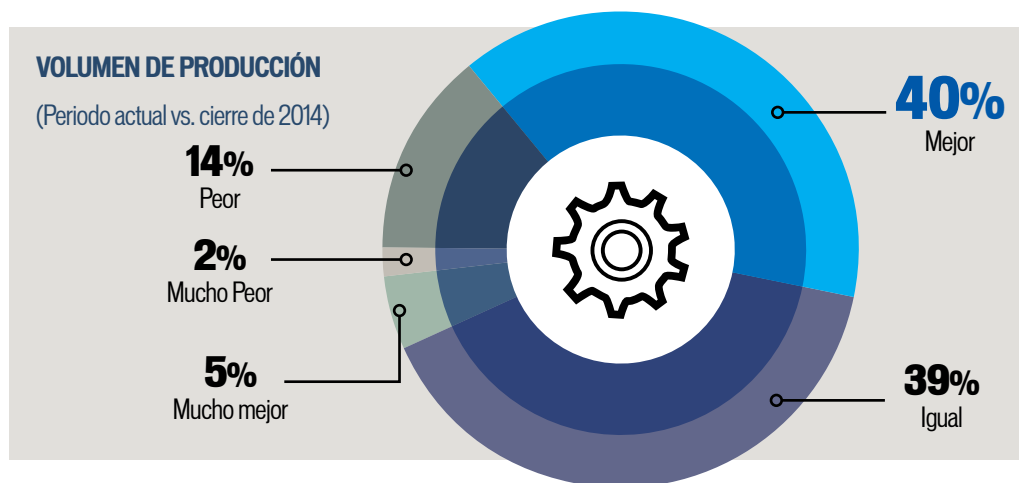 VOLUMEN DE PRODUCCIÓN
(Periodo actual vs. cierre de 2014)
40%
Mejor
14%
Peor
2%
Mucho Peor
5%
Mucho mejor
39%
Igual